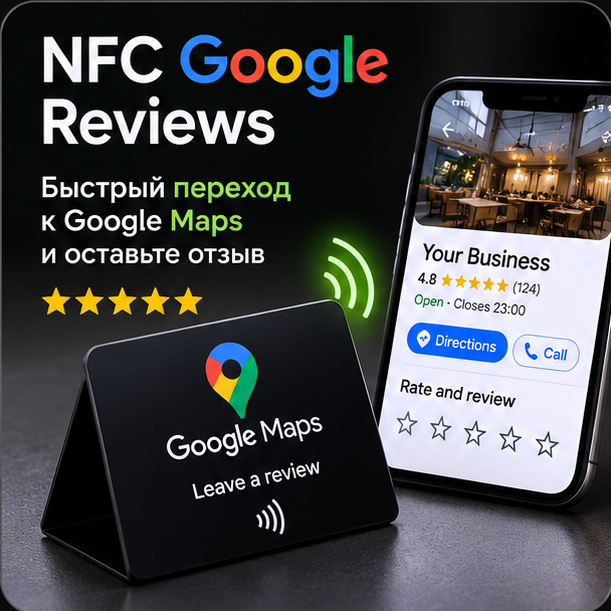 NFC Google
Reviews
Быстрый переход
к Google Maps
и оставьте отзыв
Google Maps
Leave a review
Your Business
4.8 (124)
Open · Closes 23:00
Directions
Call
Rate and review